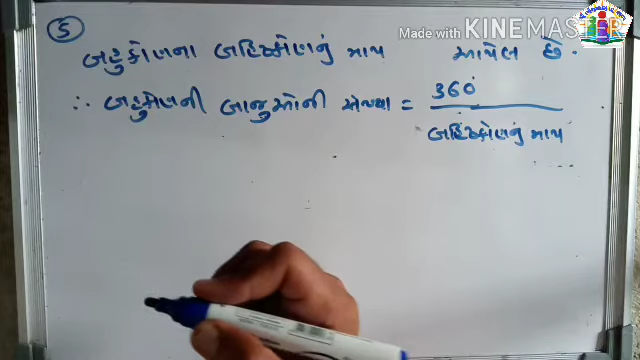 Made with KINEMASTER
5 બહુકોણના બહિષ્કોણનું માપ આપેલ છે.
∴ બહુકોણની બાજુઓની સંખ્યા = 360°
બહિષ્કોણનું માપ